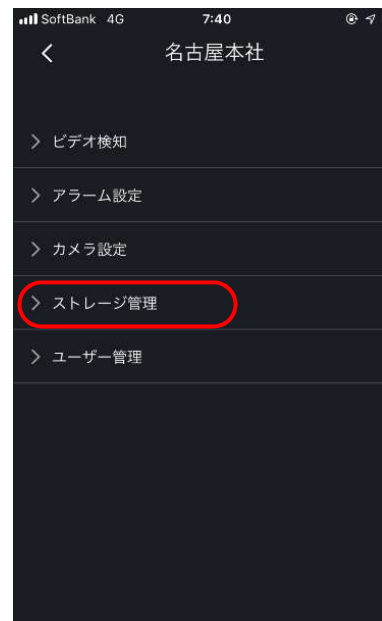 SoftBank 4G 7:40
名古屋本社
ビデオ検知
アラーム設定
カメラ設定
ストレージ管理
ユーザー管理